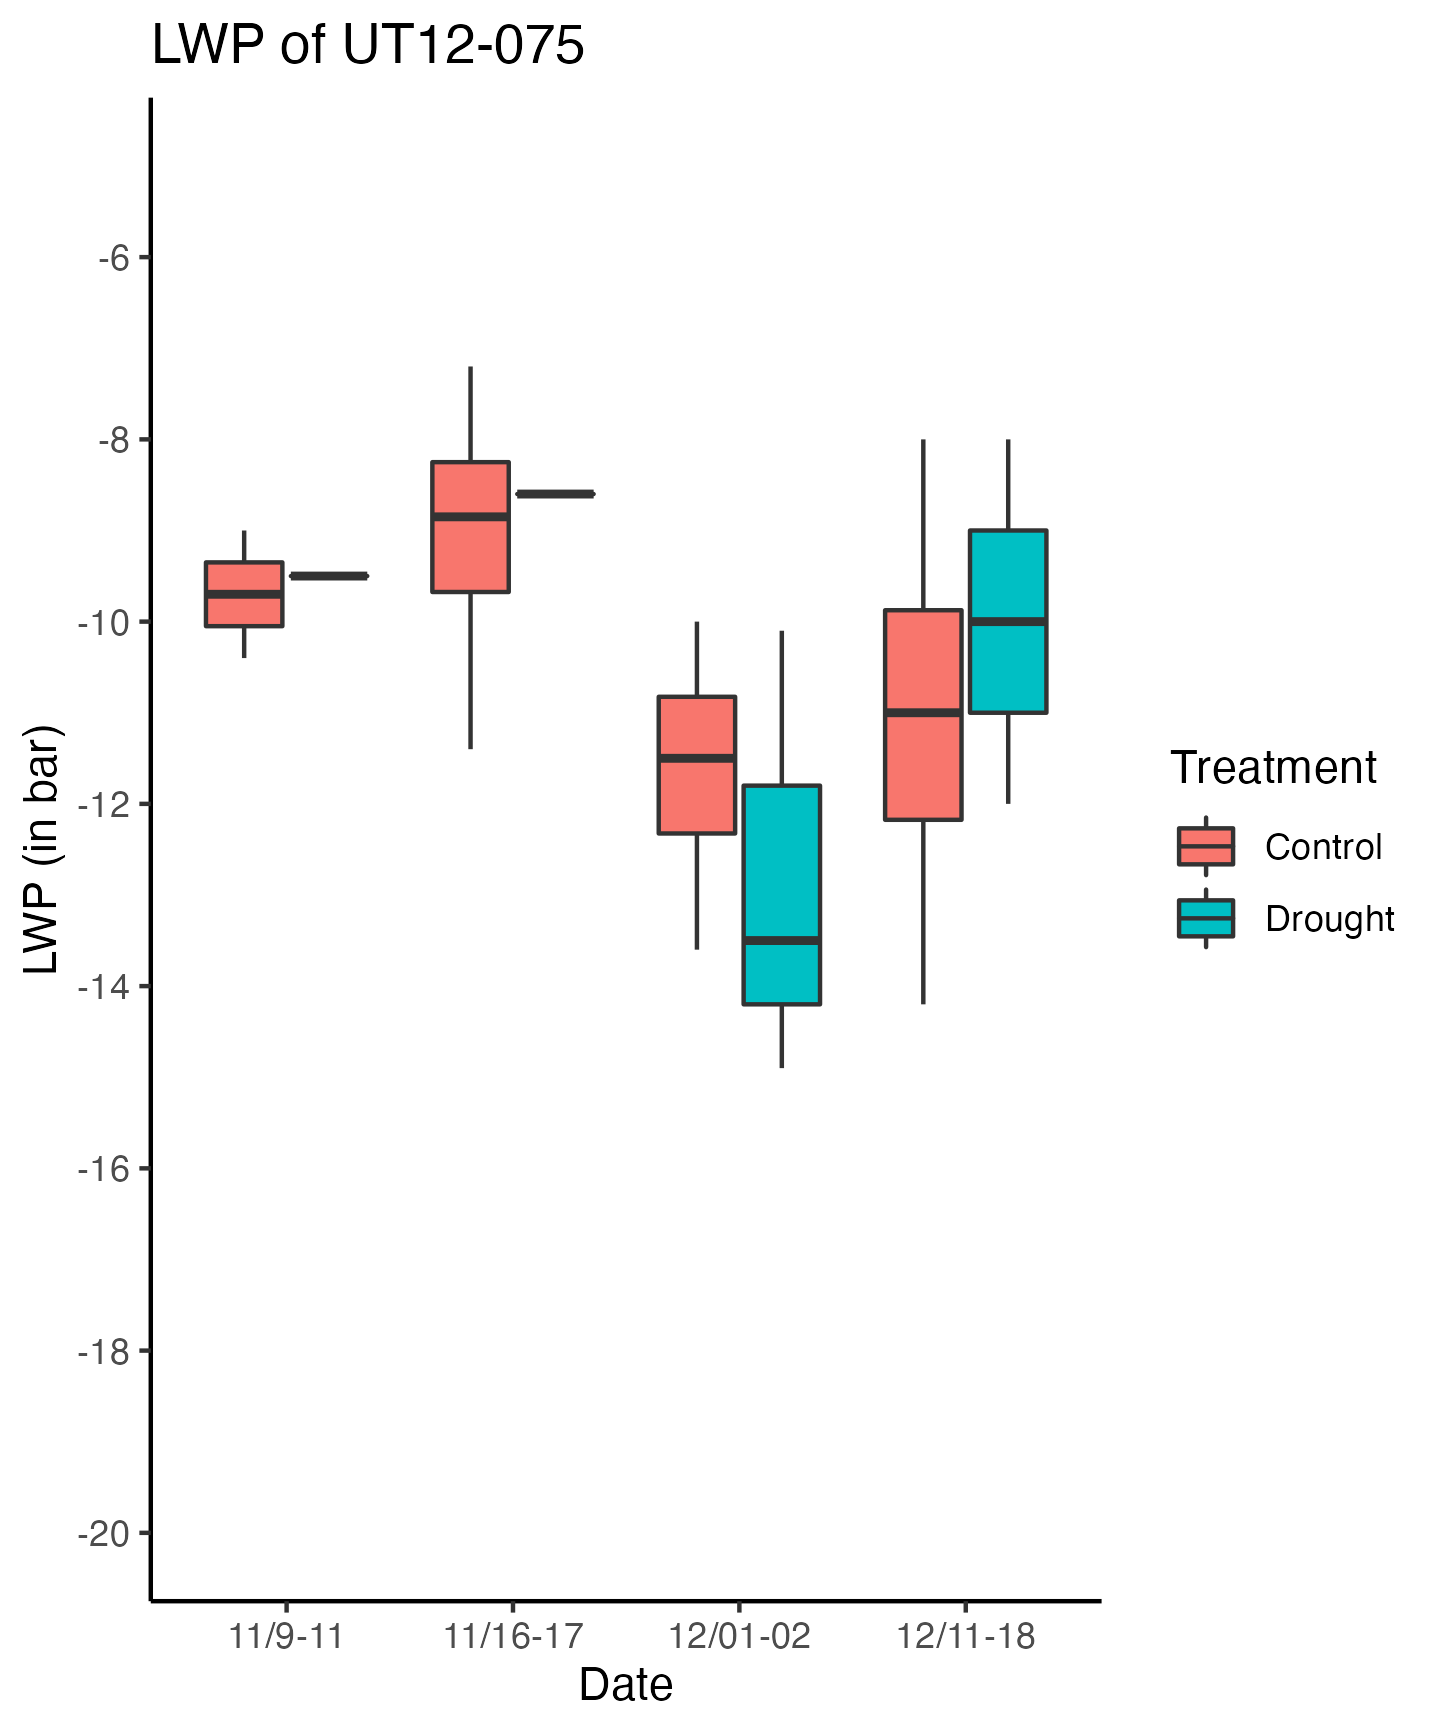 LWP of UT12-075
LWP (in bar)
-6
-8
-10
-12
-14
-16
-18
-20
11/9-11
11/16-17
12/01-02
12/11-18
Date
Treatment
Control
Drought